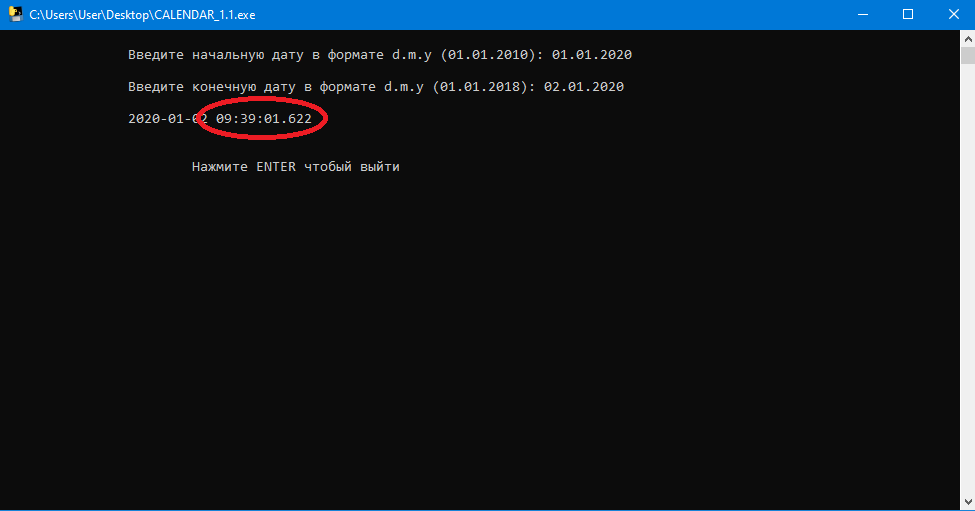 C:\Users\User\Desktop\CALENDAR_1.1.exe
Введите начальную дату в формате d.m.y (01.01.2010): 01.01.2020
Введите конечную дату в формате d.m.y (01.01.2018): 02.01.2020
2020-01-02 09:39:01.622
Нажмите ENTER чтобый выйти